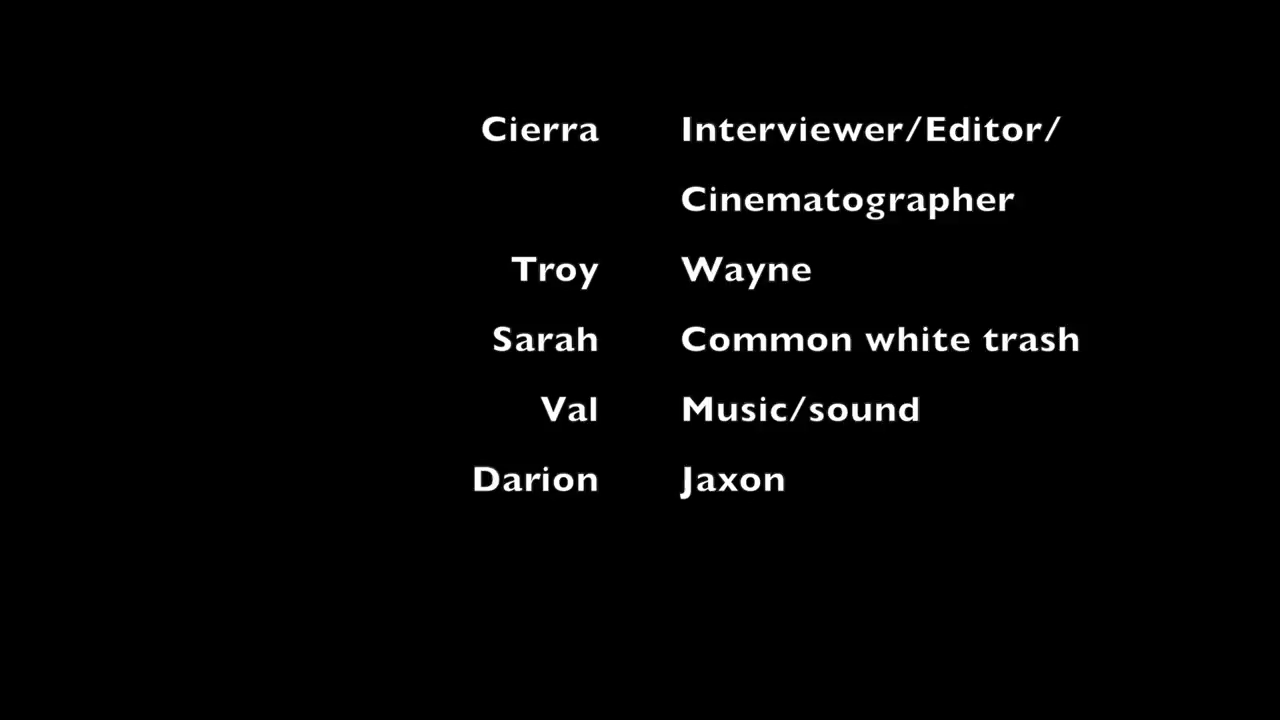 Cierra Interviewer/Editor/
Cinematographer
Troy Wayne
Sarah Common white trash
Val Music/sound
Darion Jaxon